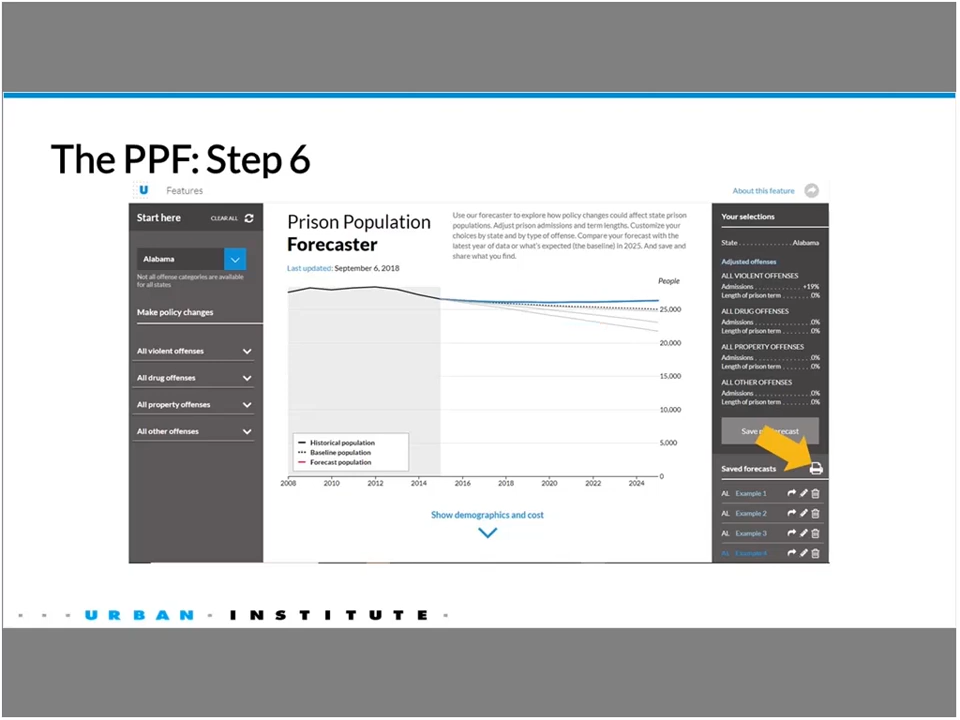 The PPF: Step 6
U Features
About this feature
Start here CLEAR ALL
Alabama
Not all offense categories are available
for all states
Make policy changes
All violent offenses
All drug offenses
All property offenses
All other offenses
Prison Population
Forecaster
Last updated: September 6, 2018
Use our forecaster to explore how policy changes could affect state prison
populations. Adjust prison admissions and term lengths. Customize your
choices by state and by type of offense. Compare your forecast with the
latest year of data or what's expected (the baseline) in 2025. And save and
share what you find.
People
25,000
20,000
15,000
10,000
5,000
0
Historical population
Baseline population
Forecast population
2008 2010 2012 2014 2016 2018 2020 2022 2024
Show demographics and cost
Your selections
State . . . . . . . . . . . . . Alabama
Adjusted offenses
ALL VIOLENT OFFENSES
Admissions . . . . . . . . . . . +19%
Length of prison term . . . . . . . 0%
ALL DRUG OFFENSES
Admissions . . . . . . . . . . . . 0%
Length of prison term . . . . . . . 0%
ALL PROPERTY OFFENSES
Admissions . . . . . . . . . . . . 0%
Length of prison term . . . . . . . 0%
ALL OTHER OFFENSES
Admissions . . . . . . . . . . . . 0%
Length of prison term . . . . . . . 0%
Save forecast
Saved forecasts
AL Example 1
AL Example 2
AL Example 3
AL Example 4
URBAN INSTITUTE